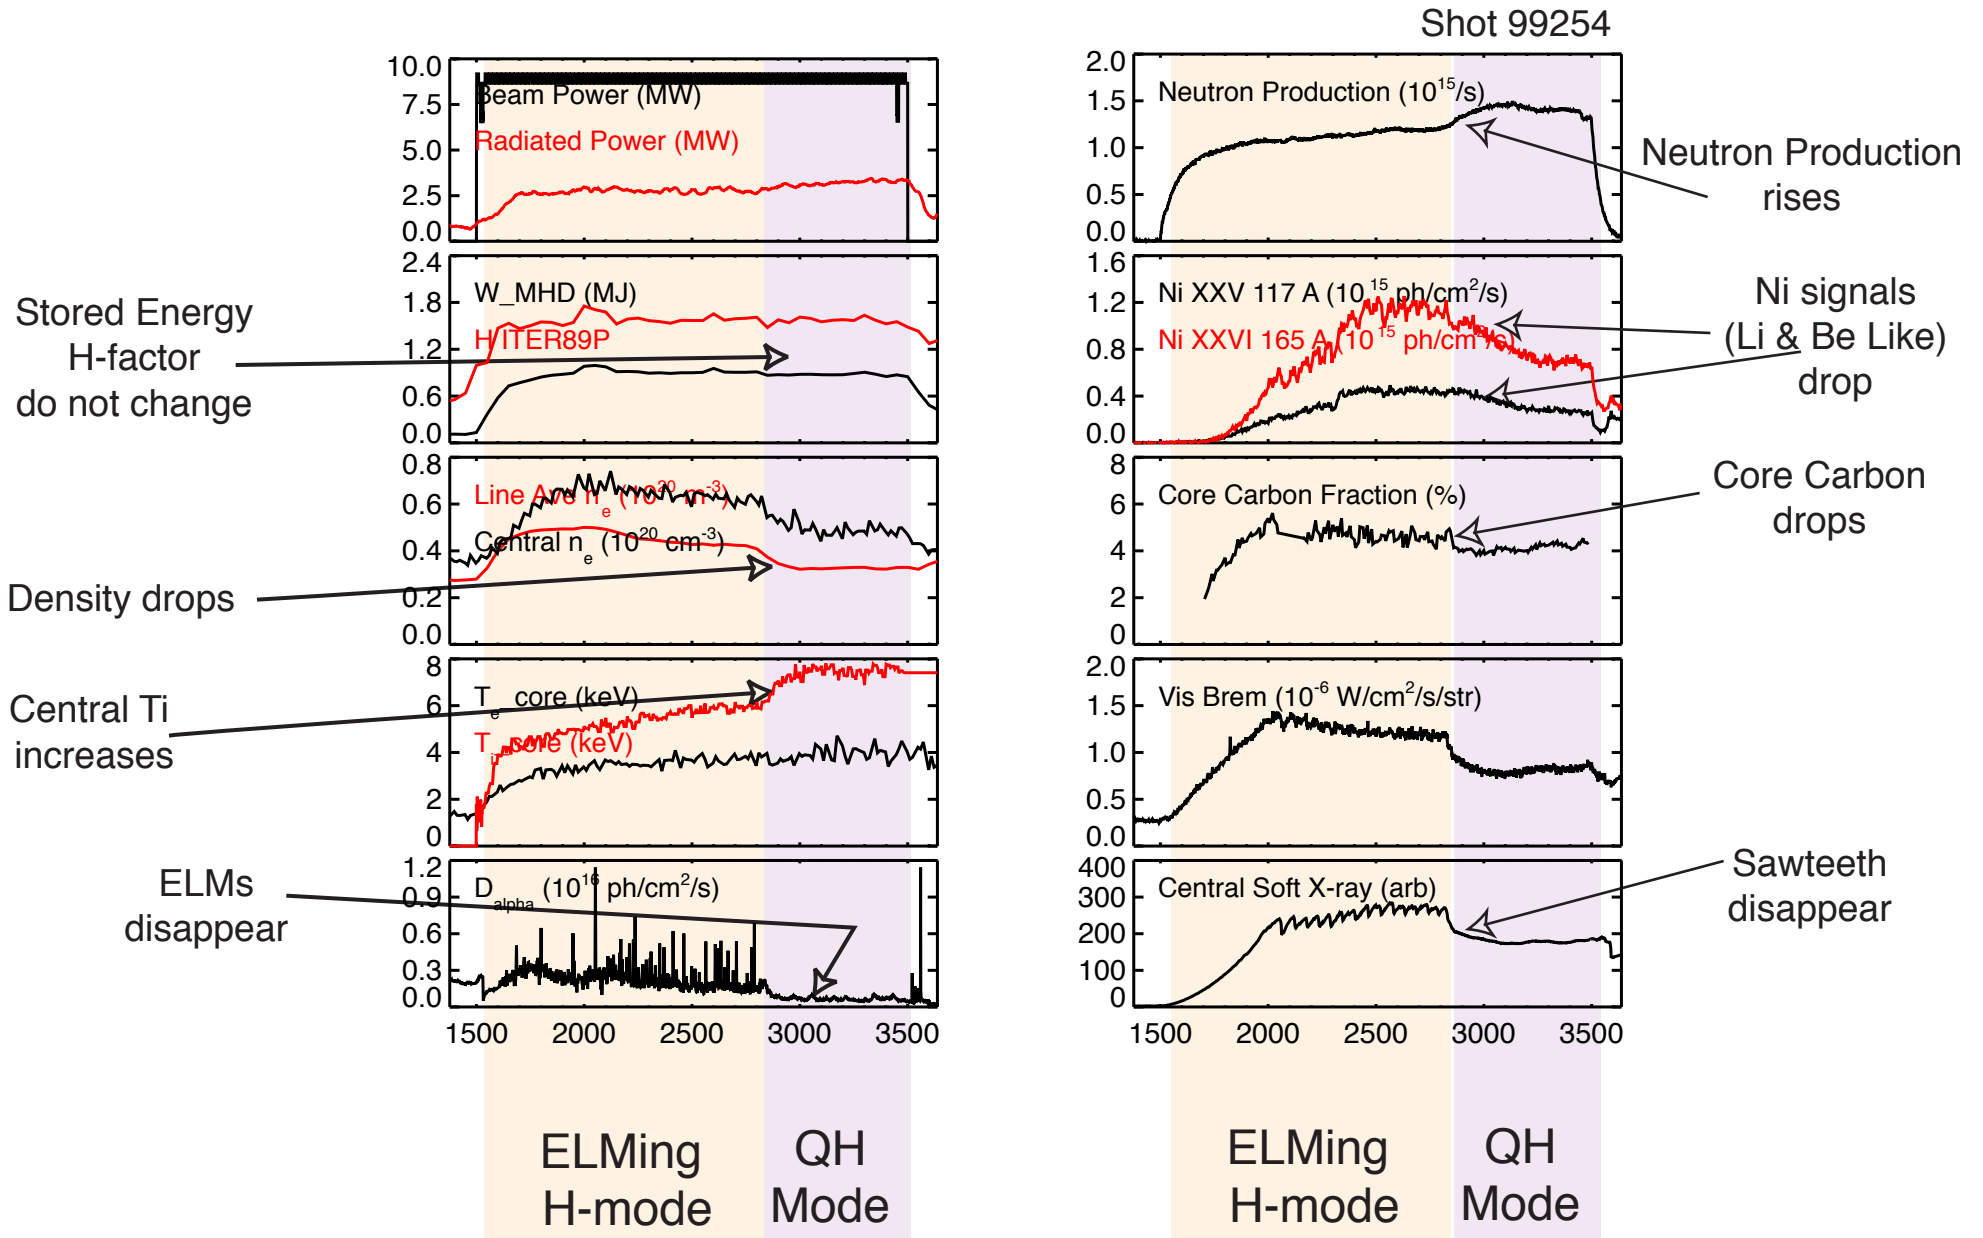 Shot 99254
10.0
7.5
5.0
2.5
0.0
Beam Power (MW)
Radiated Power (MW)
2.4
1.8
1.2
0.6
0.0
W_MHD (MJ)
H ITER89P
Stored Energy
H-factor
do not change
0.8
0.6
0.4
0.2
0.0
Line Ave n_e (10^20 m^-3)
Central n_e (10^20 cm^-3)
Density drops
8
6
4
2
0
T_e core (keV)
T_i core (keV)
Central Ti
increases
1.2
0.9
0.6
0.3
0.0
D_alpha (10^16 ph/cm^2/s)
ELMs
disappear
1500 2000 2500 3000 3500
ELMing
H-mode
QH
Mode
2.0
1.5
1.0
0.5
0.0
Neutron Production (10^15/s)
Neutron Production
rises
1.6
1.2
0.8
0.4
0.0
Ni XXV 117 A (10^15 ph/cm^2/s)
Ni XXVI 165 A (10^15 ph/cm^2/s)
Ni signals
(Li & Be Like)
drop
8
6
4
2
0
Core Carbon Fraction (%)
Core Carbon
drops
2.0
1.5
1.0
0.5
0.0
Vis Brem (10^-6 W/cm^2/s/str)
400
300
200
100
0
Central Soft X-ray (arb)
Sawteeth
disappear
1500 2000 2500 3000 3500
ELMing
H-mode
QH
Mode